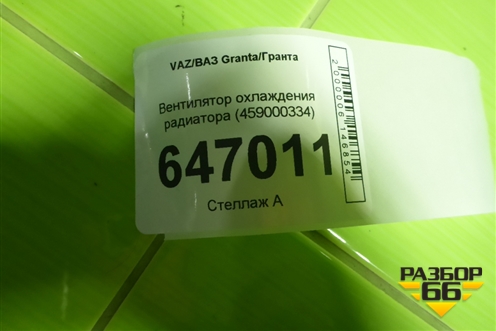 VAZ/ВАЗ Granta/Гранта
Вентилятор охлаждения
радиатора (459000334)
647011
Стеллаж А
2000006146854
РАЗБОР
66